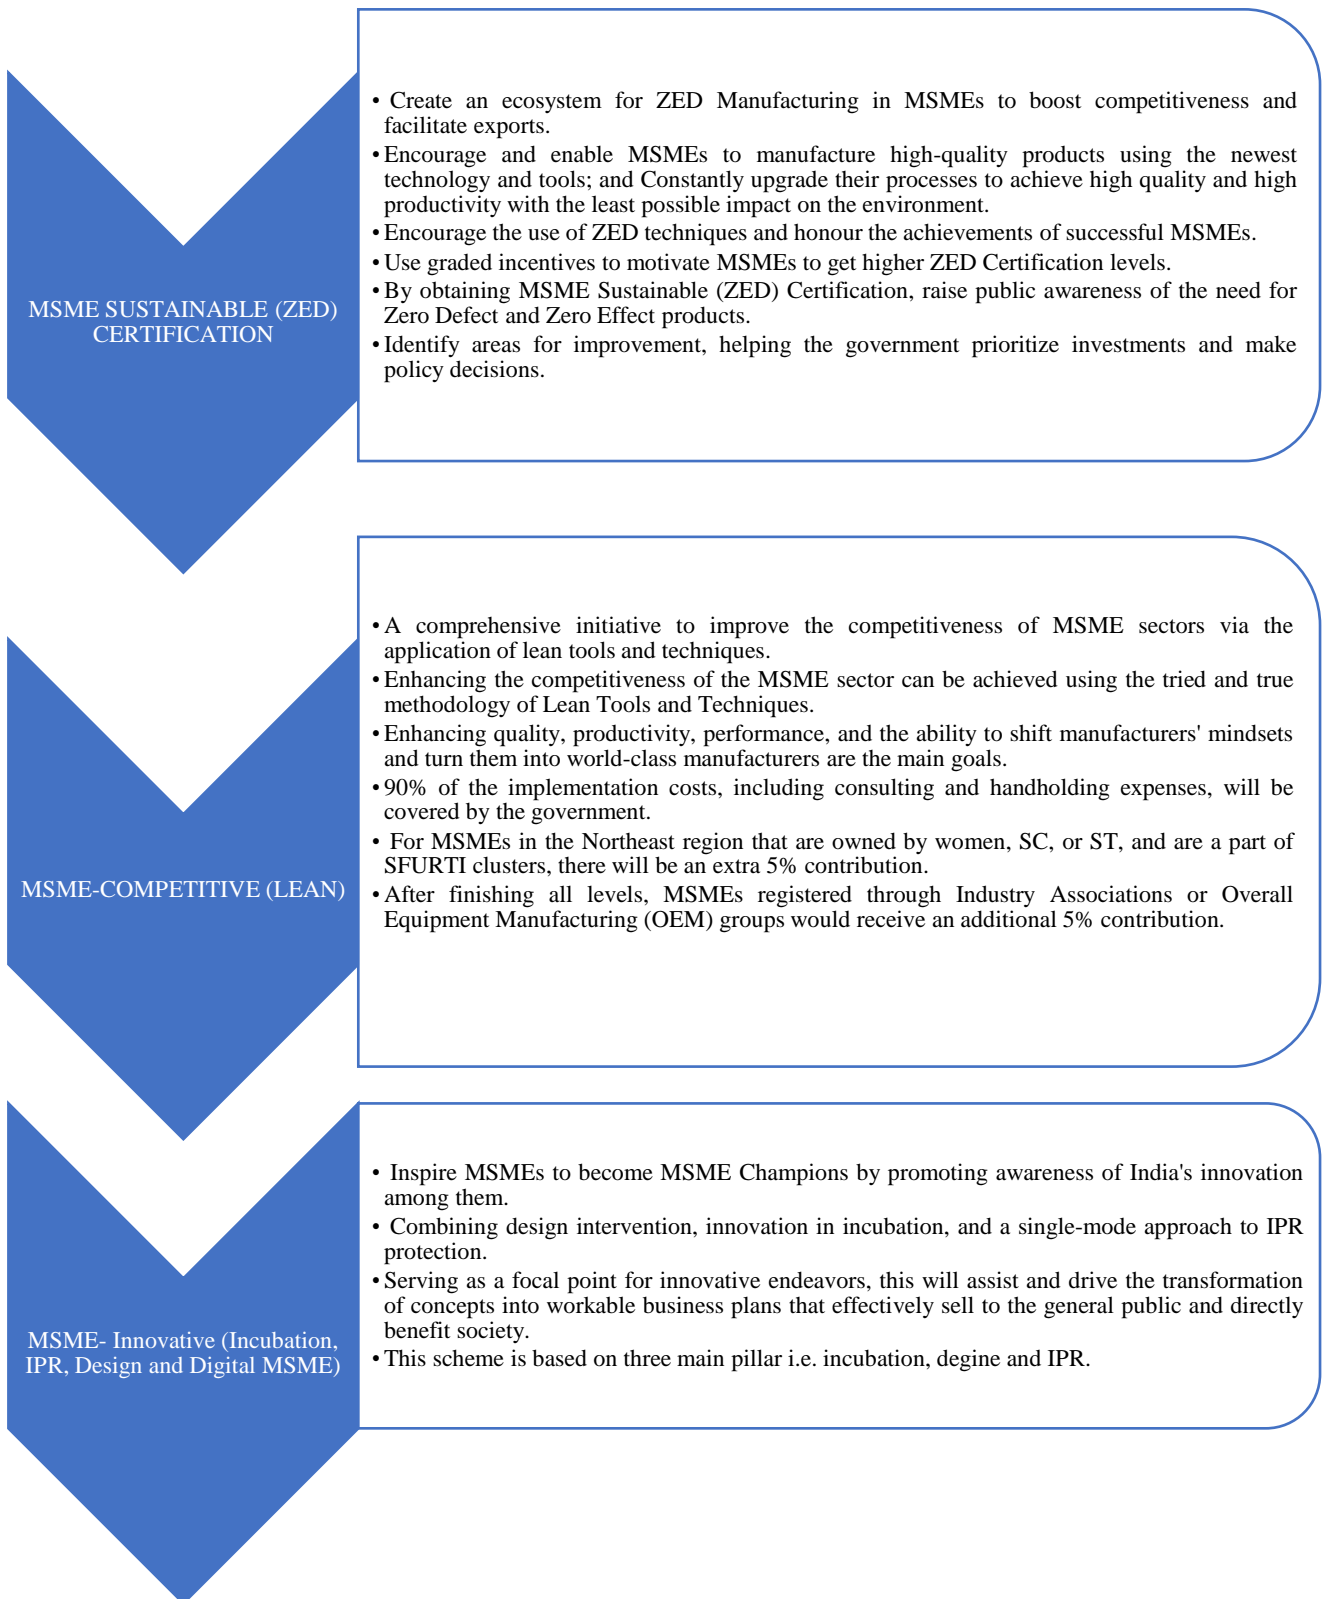 MSME SUSTAINABLE (ZED)
CERTIFICATION
• Create an ecosystem for ZED Manufacturing in MSMEs to boost competitiveness and
facilitate exports.
• Encourage and enable MSMEs to manufacture high-quality products using the newest
technology and tools; and Constantly upgrade their processes to achieve high quality and high
productivity with the least possible impact on the environment.
• Encourage the use of ZED techniques and honour the achievements of successful MSMEs.
• Use graded incentives to motivate MSMEs to get higher ZED Certification levels.
• By obtaining MSME Sustainable (ZED) Certification, raise public awareness of the need for
Zero Defect and Zero Effect products.
• Identify areas for improvement, helping the government prioritize investments and make
policy decisions.
MSME-COMPETITIVE (LEAN)
• A comprehensive initiative to improve the competitiveness of MSME sectors via the
application of lean tools and techniques.
• Enhancing the competitiveness of the MSME sector can be achieved using the tried and true
methodology of Lean Tools and Techniques.
• Enhancing quality, productivity, performance, and the ability to shift manufacturers' mindsets
and turn them into world-class manufacturers are the main goals.
• 90% of the implementation costs, including consulting and handholding expenses, will be
covered by the government.
• For MSMEs in the Northeast region that are owned by women, SC, or ST, and are a part of
SFURTI clusters, there will be an extra 5% contribution.
• After finishing all levels, MSMEs registered through Industry Associations or Overall
Equipment Manufacturing (OEM) groups would receive an additional 5% contribution.
MSME- Innovative (Incubation,
IPR, Design and Digital MSME)
• Inspire MSMEs to become MSME Champions by promoting awareness of India's innovation
among them.
• Combining design intervention, innovation in incubation, and a single-mode approach to IPR
protection.
• Serving as a focal point for innovative endeavors, this will assist and drive the transformation
of concepts into workable business plans that effectively sell to the general public and directly
benefit society.
• This scheme is based on three main pillar i.e. incubation, degine and IPR.